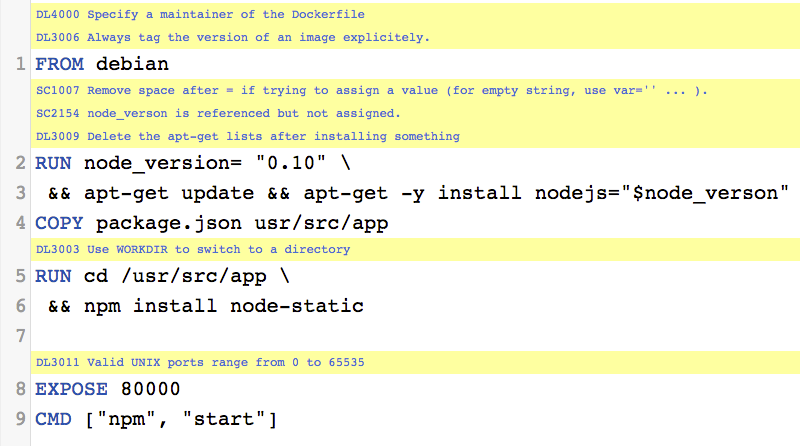 DL4000 Specify a maintainer of the Dockerfile
DL3006 Always tag the version of an image explicitely.
1 FROM debian
SC1007 Remove space after = if trying to assign a value (for empty string, use var='' ... ).
SC2154 node_verson is referenced but not assigned.
DL3009 Delete the apt-get lists after installing something
2 RUN node_version= "0.10" \
3 && apt-get update && apt-get -y install nodejs="$node_verson"
4 COPY package.json usr/src/app
DL3003 Use WORKDIR to switch to a directory
5 RUN cd /usr/src/app \
6 && npm install node-static
7
DL3011 Valid UNIX ports range from 0 to 65535
8 EXPOSE 80000
9 CMD ["npm", "start"]